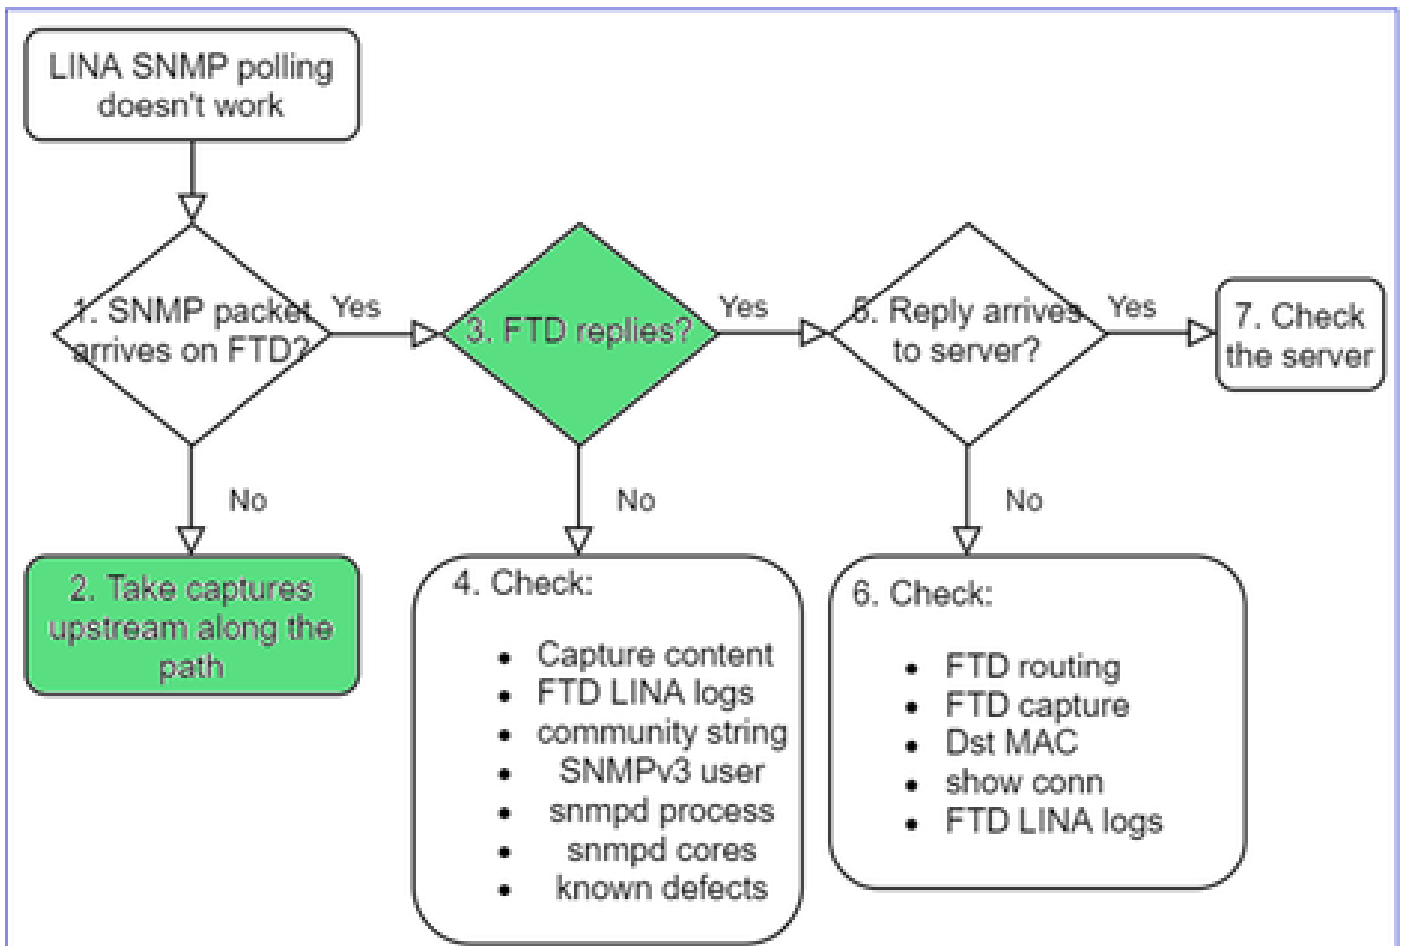 LINA SNMP polling
doesn't work
1. SNMP packet
arrives on FTD?
Yes
3. FTD replies?
Yes
5. Reply arrives
to server?
Yes
7. Check
the server
No
No
No
2. Take captures
upstream along the
path
4. Check:
• Capture content
• FTD LINA logs
• community string
• SNMPv3 user
• snmpd process
• snmpd cores
• known defects
6. Check:
• FTD routing
• FTD capture
• Dst MAC
• show conn
• FTD LINA logs